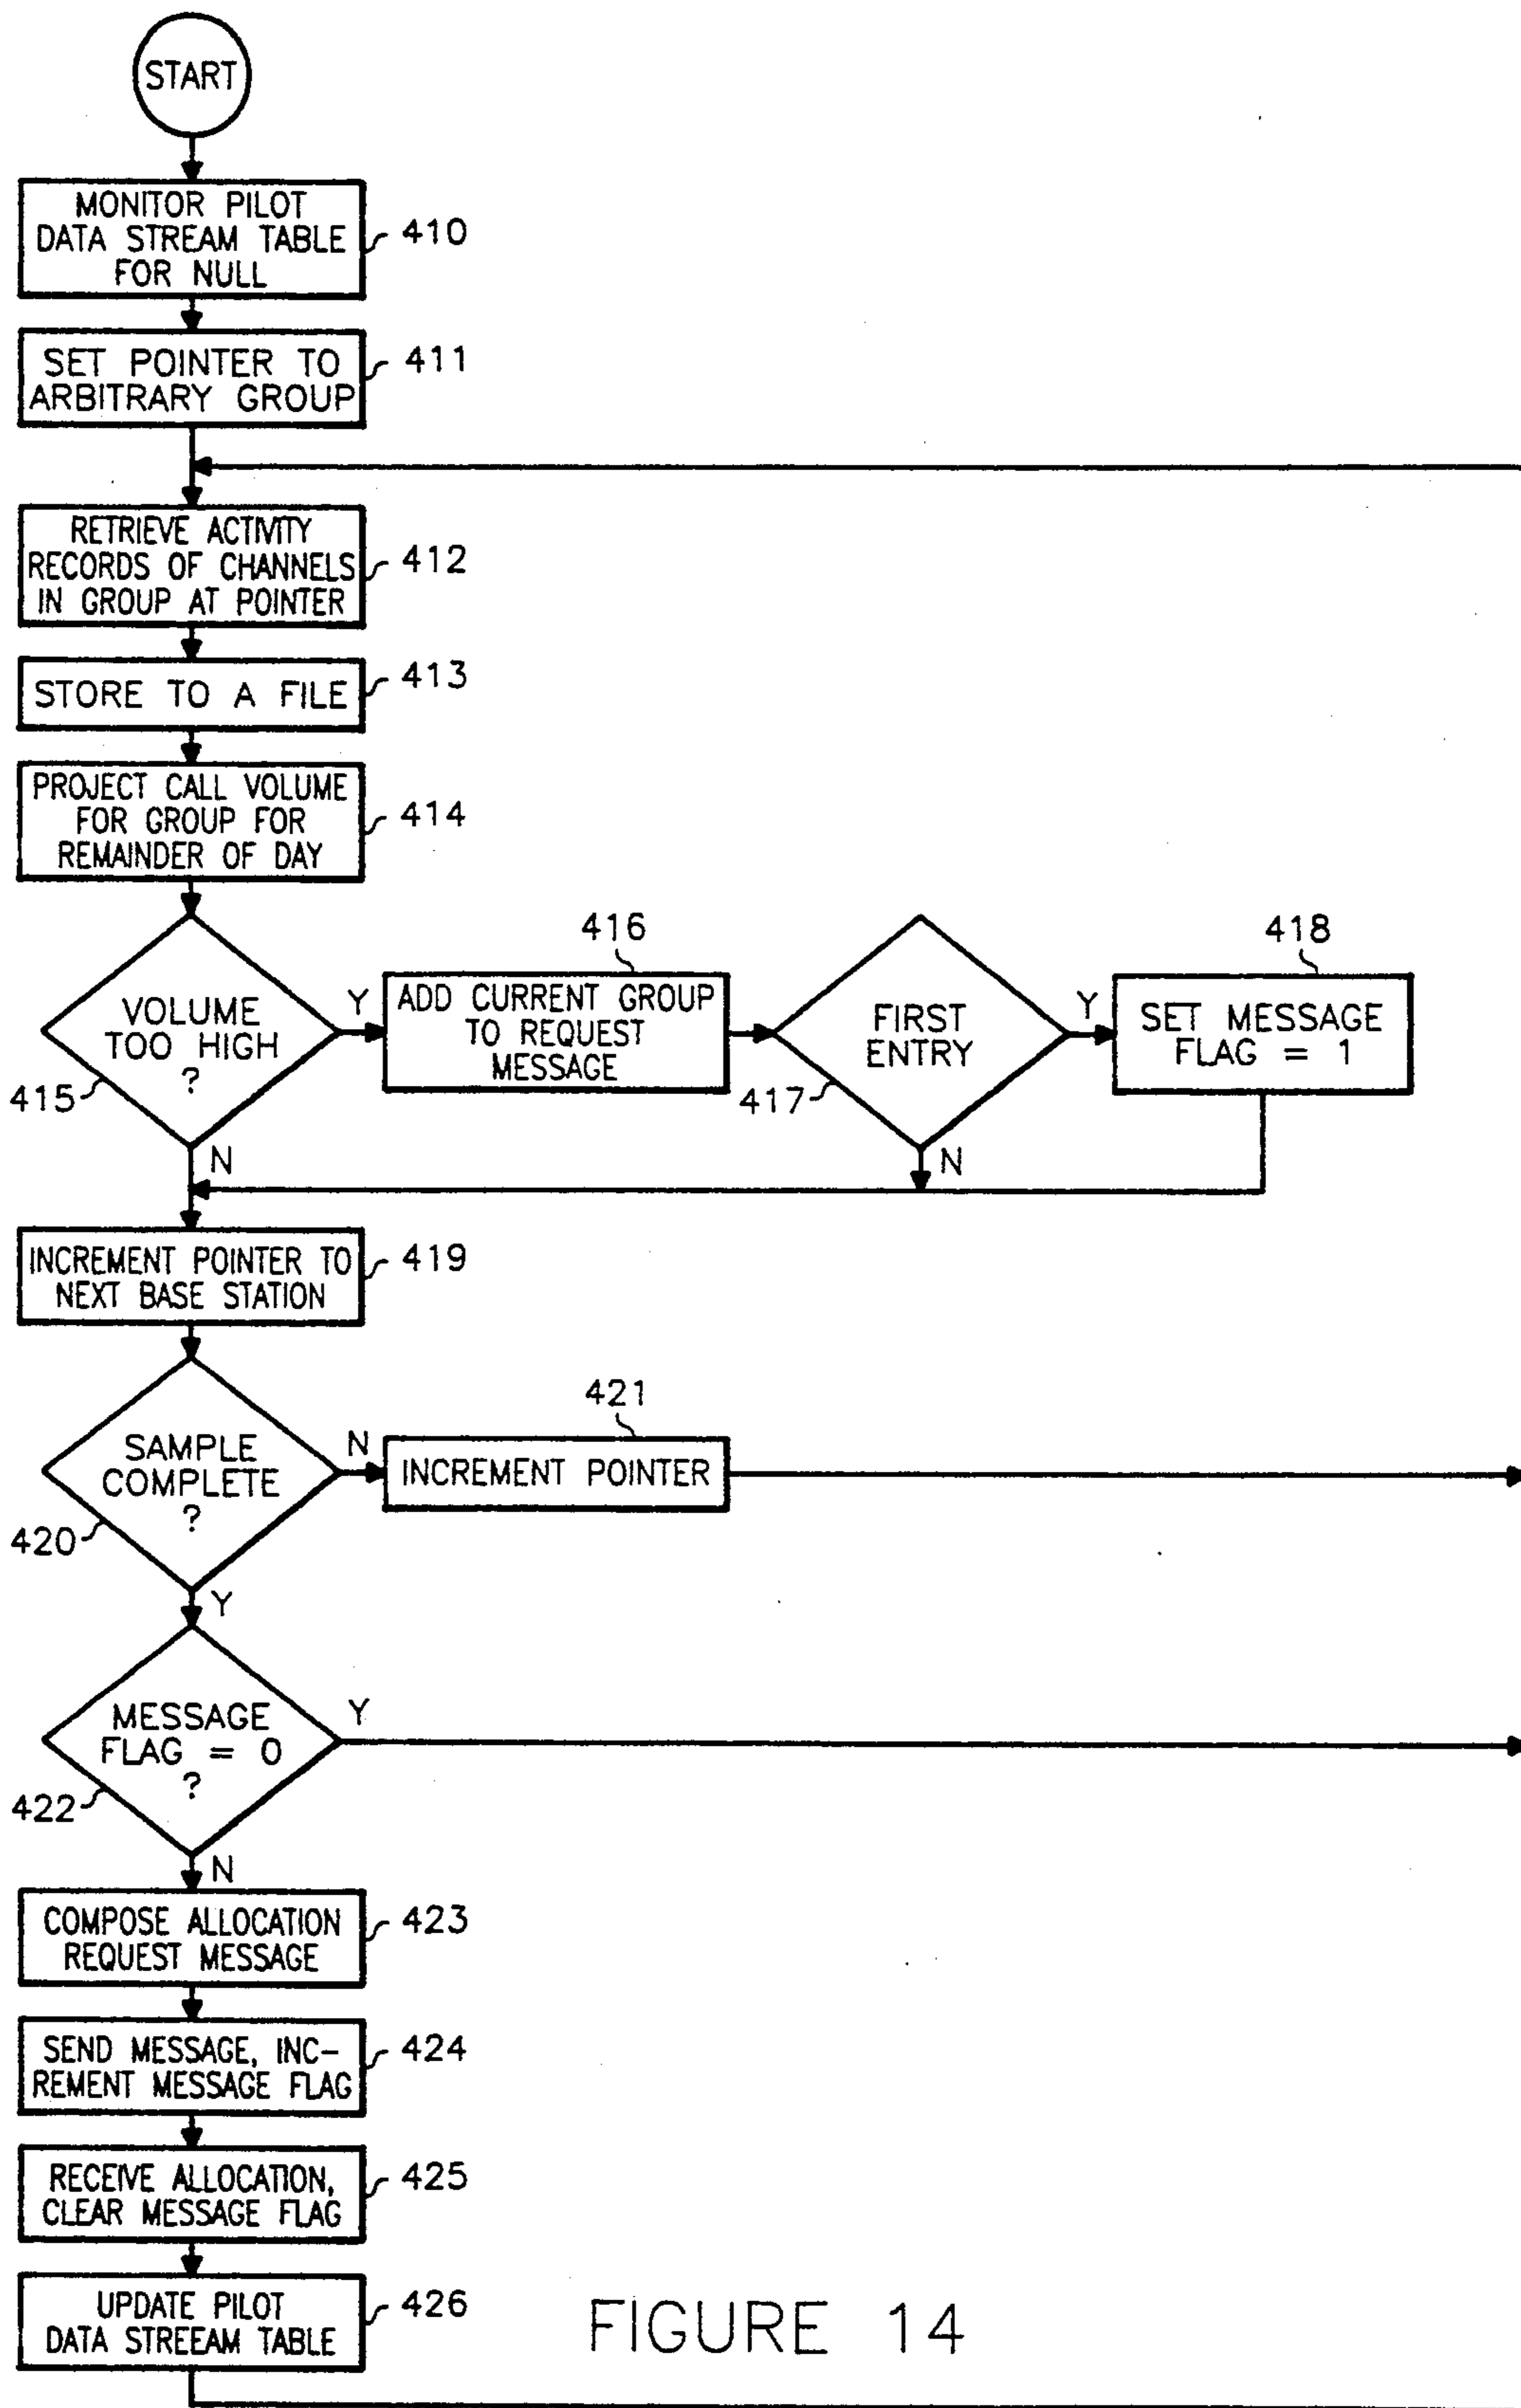 START
MONITOR PILOT
DATA STREAM TABLE
FOR NULL
410
SET POINTER TO
ARBITRARY GROUP
411
RETRIEVE ACTIVITY
RECORDS OF CHANNELS
IN GROUP AT POINTER
412
STORE TO A FILE
413
PROJECT CALL VOLUME
FOR GROUP FOR
REMAINDER OF DAY
414
VOLUME
TOO HIGH
?
415
Y
N
416
ADD CURRENT GROUP
TO REQUEST
MESSAGE
FIRST
ENTRY
417
Y
N
418
SET MESSAGE
FLAG = 1
INCREMENT POINTER TO
NEXT BASE STATION
419
SAMPLE
COMPLETE
?
420
N
Y
421
INCREMENT POINTER
MESSAGE
FLAG = 0
?
422
Y
N
COMPOSE ALLOCATION
REQUEST MESSAGE
423
SEND MESSAGE, INC-
REMENT MESSAGE FLAG
424
RECEIVE ALLOCATION,
CLEAR MESSAGE FLAG
425
UPDATE PILOT
DATA STREEAM TABLE
426
FIGURE 14